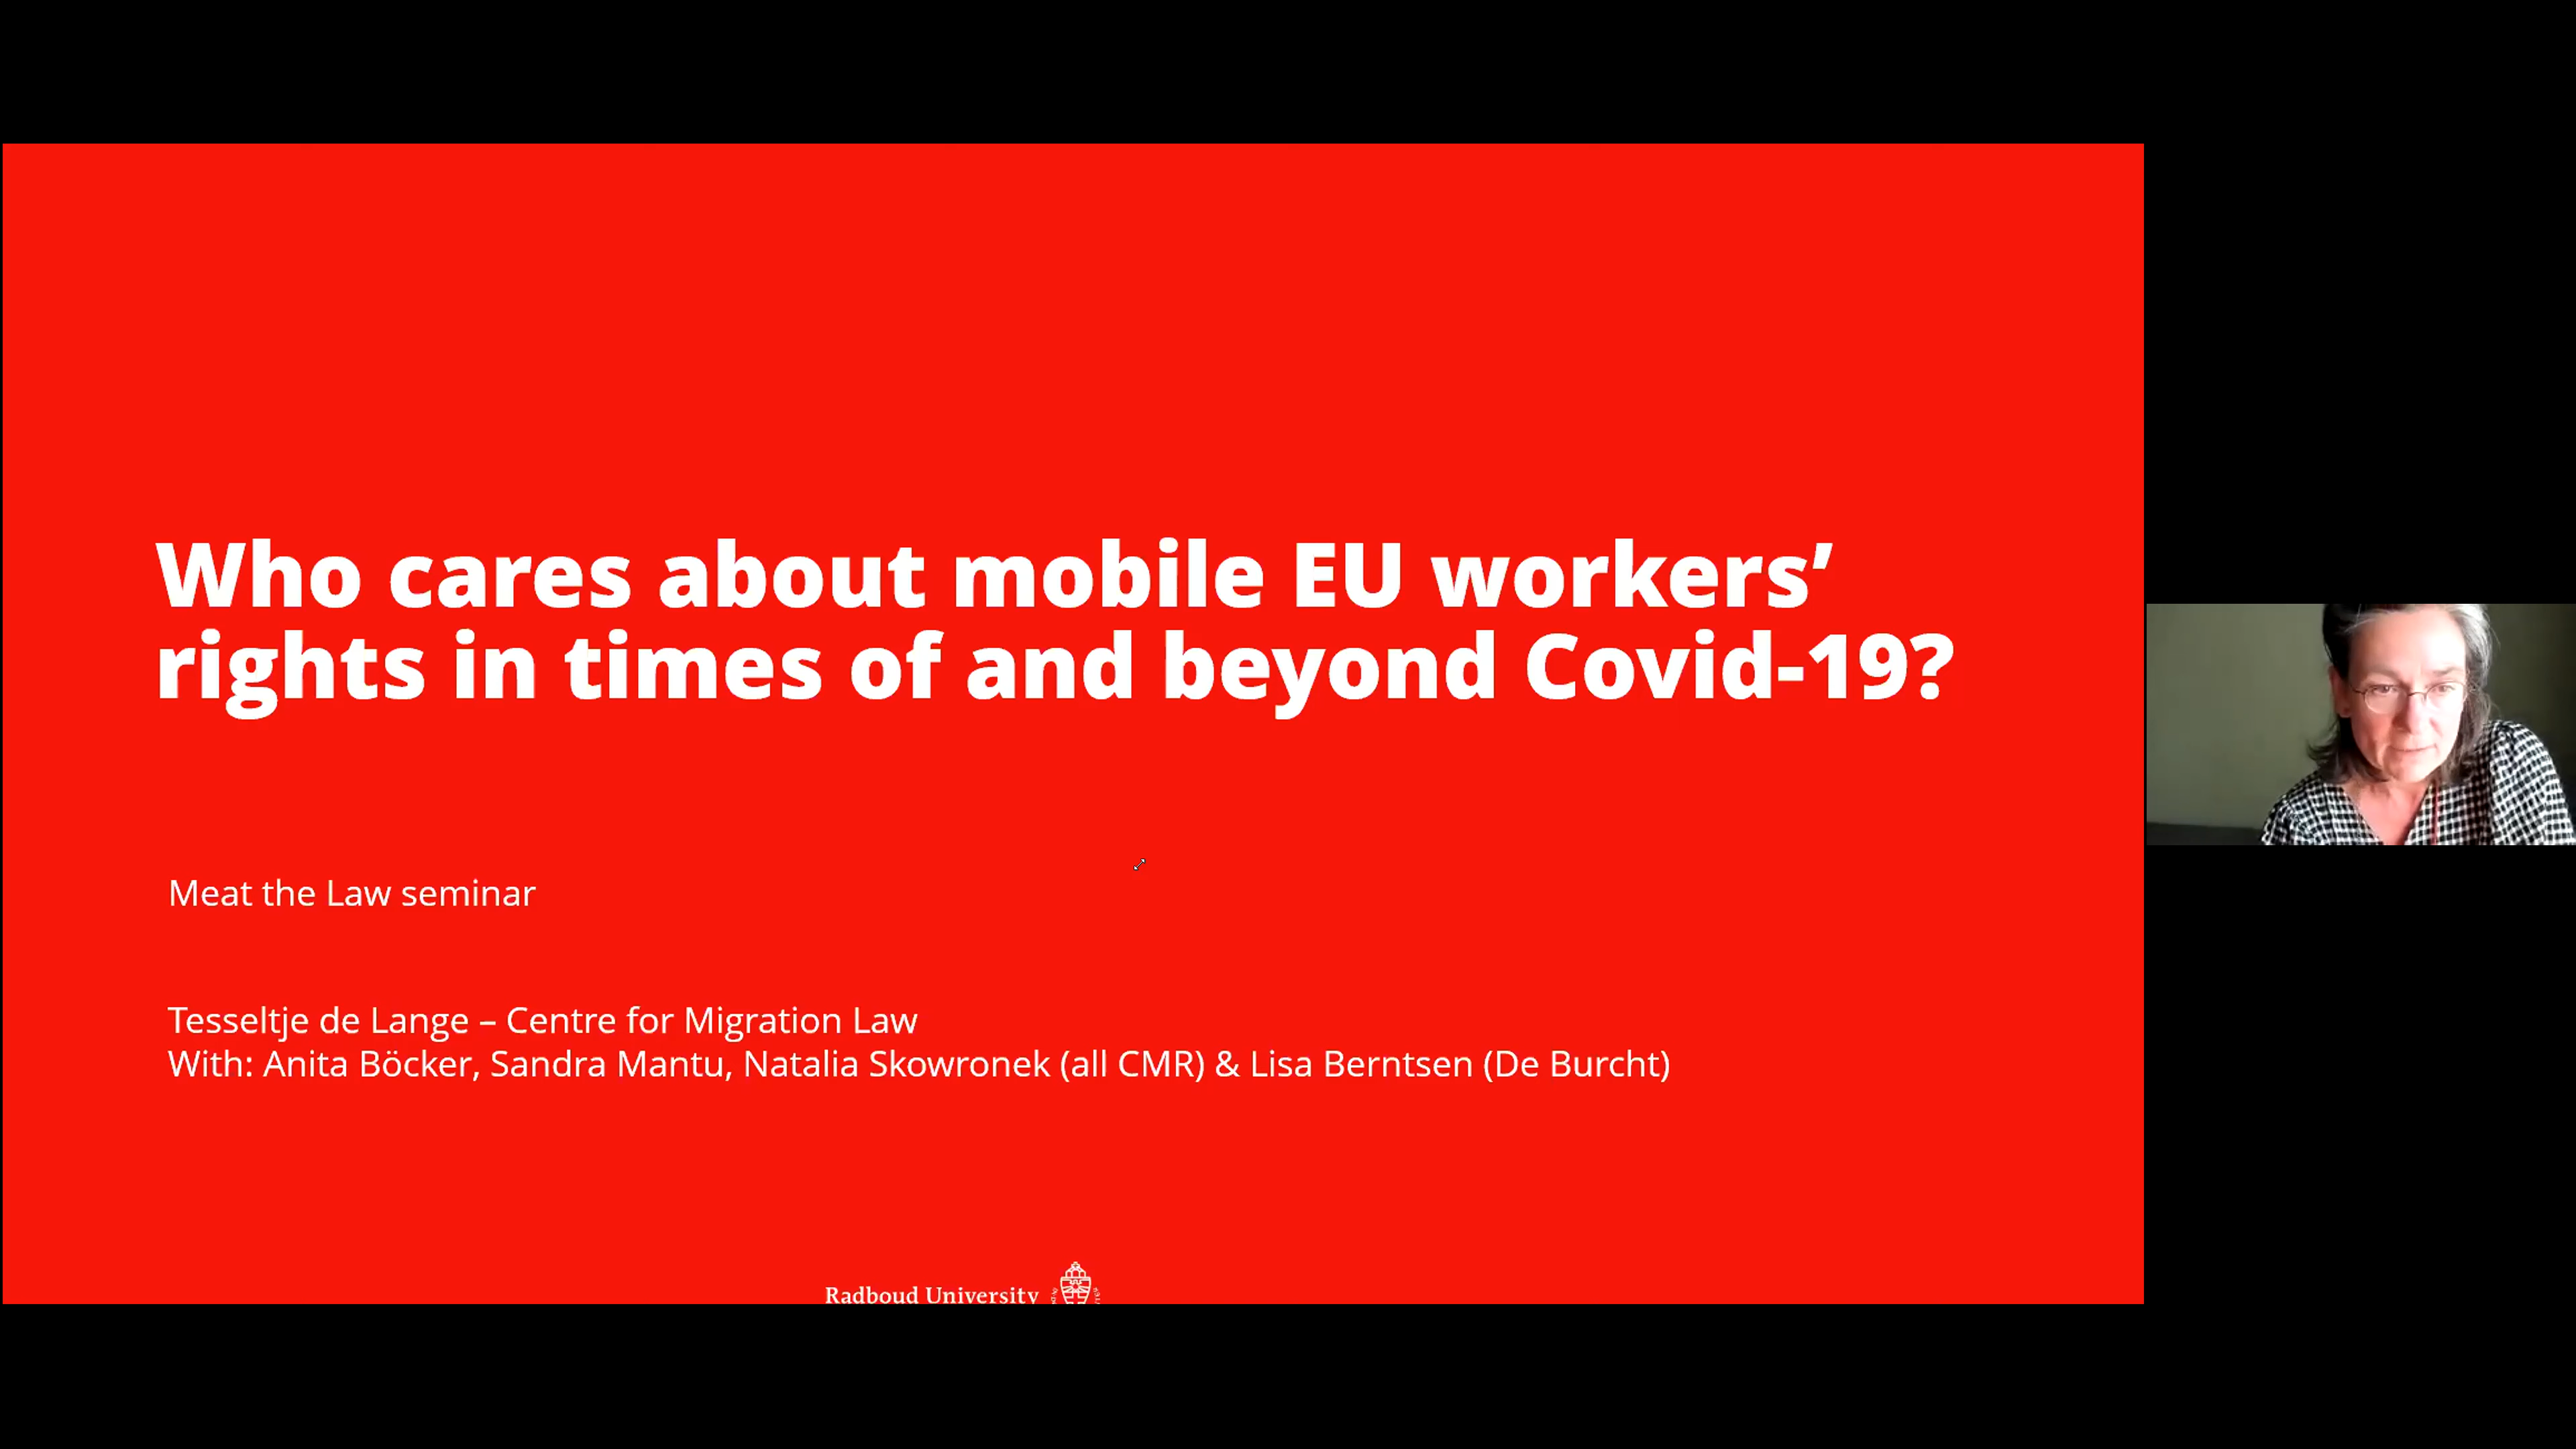 Who cares about mobile EU workers’
rights in times of and beyond Covid-19?
Meat the Law seminar
Tesseltje de Lange – Centre for Migration Law
With: Anita Böcker, Sandra Mantu, Natalia Skowronek (all CMR) & Lisa Berntsen (De Burcht)
Radboud University